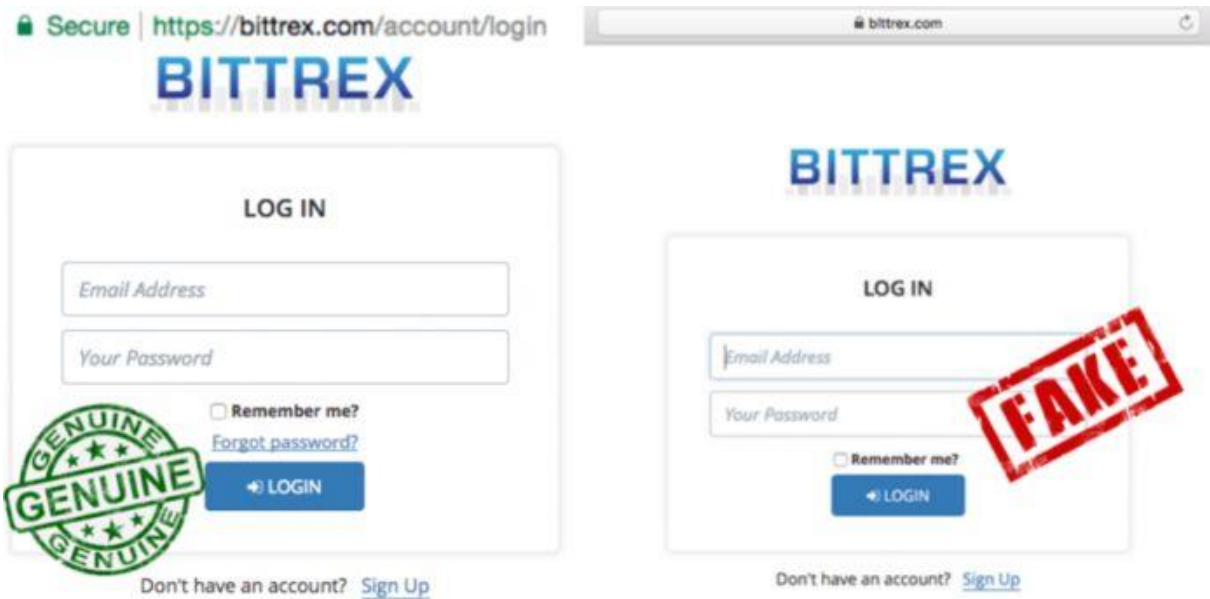 Secure | https://bittrex.com/account/login
BITTREX
LOG IN
Email Address
Your Password
Remember me?
Forgot password?
LOGIN
Don't have an account? Sign Up
GENUINE
GENUINE
GENUINE
blttrex.com
BITTREX
LOG IN
Email Address
Your Password
Remember me?
LOGIN
Don't have an account? Sign Up
FAKE